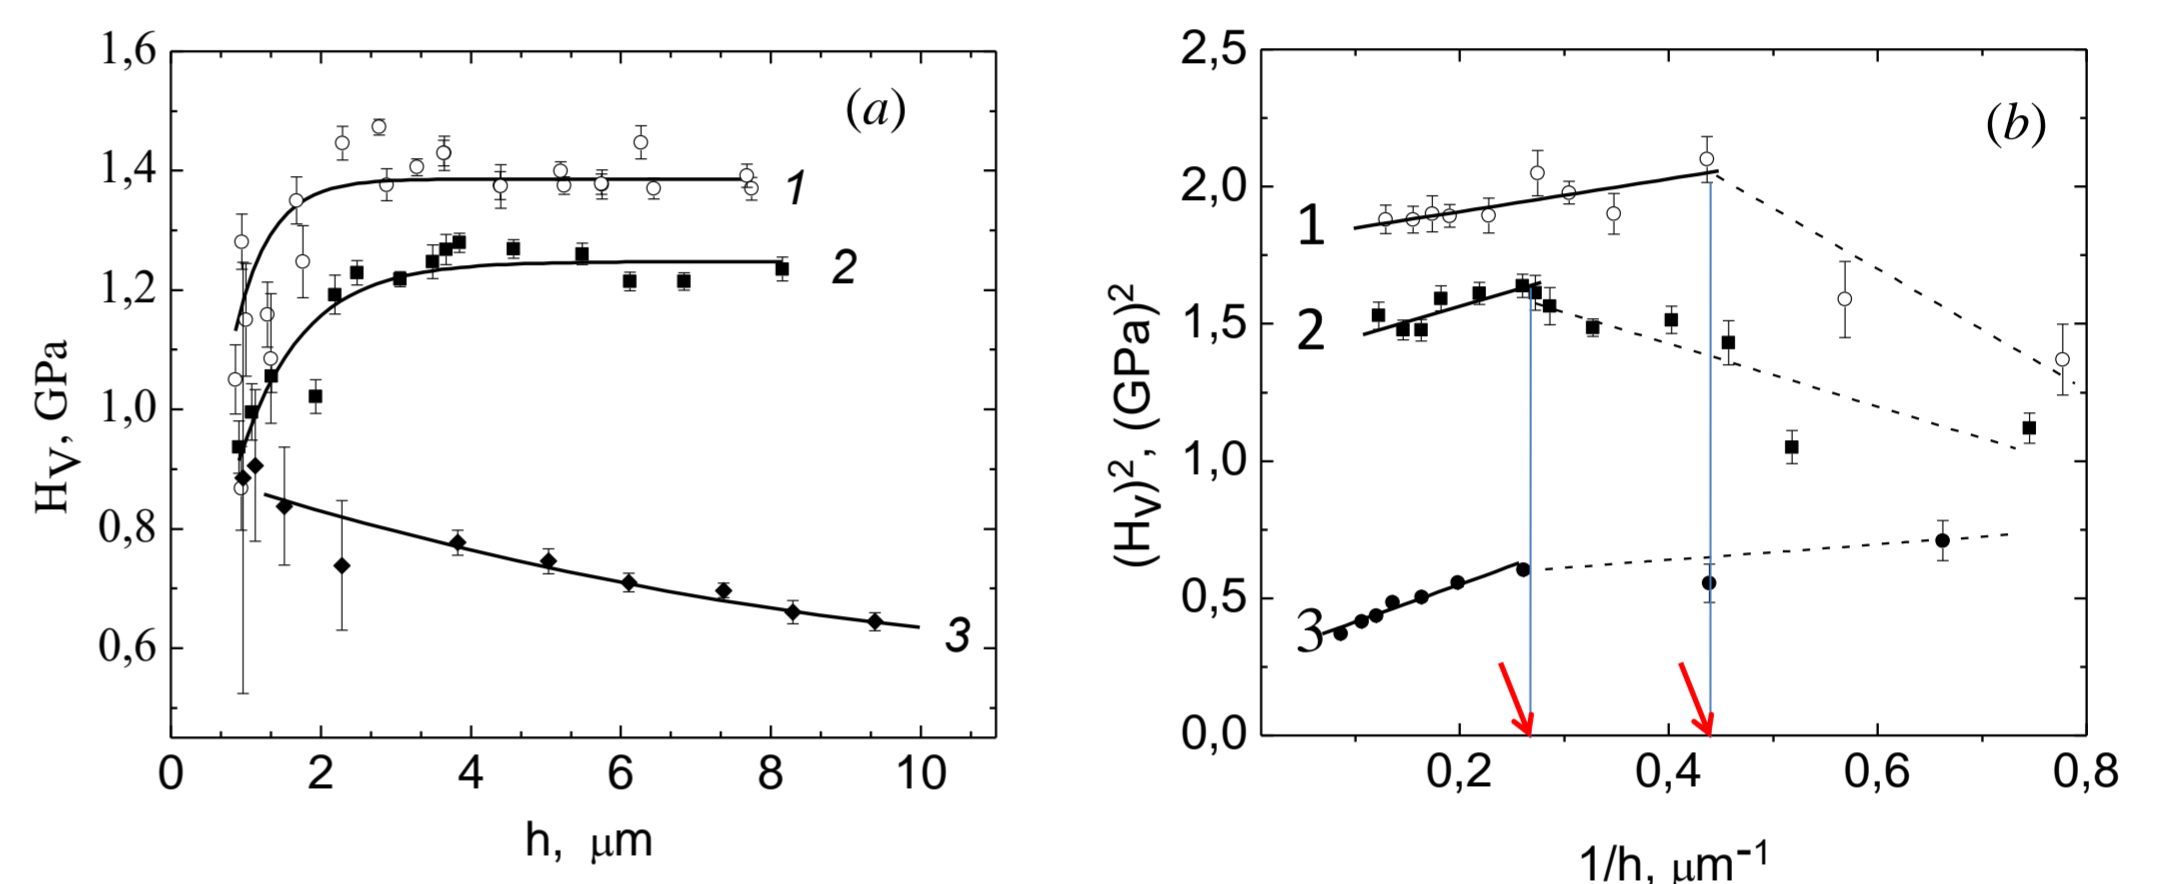 1,6
1,4
1,2
1,0
0,8
0,6
Hv, GPa
(a)
1
2
3
0 2 4 6 8 10
h, μm
2,5
2,0
1,5
1,0
0,5
0,0
(Hv)², (GPa)²
(b)
1
2
3
0,2 0,4 0,6 0,8
1/h, μm⁻¹